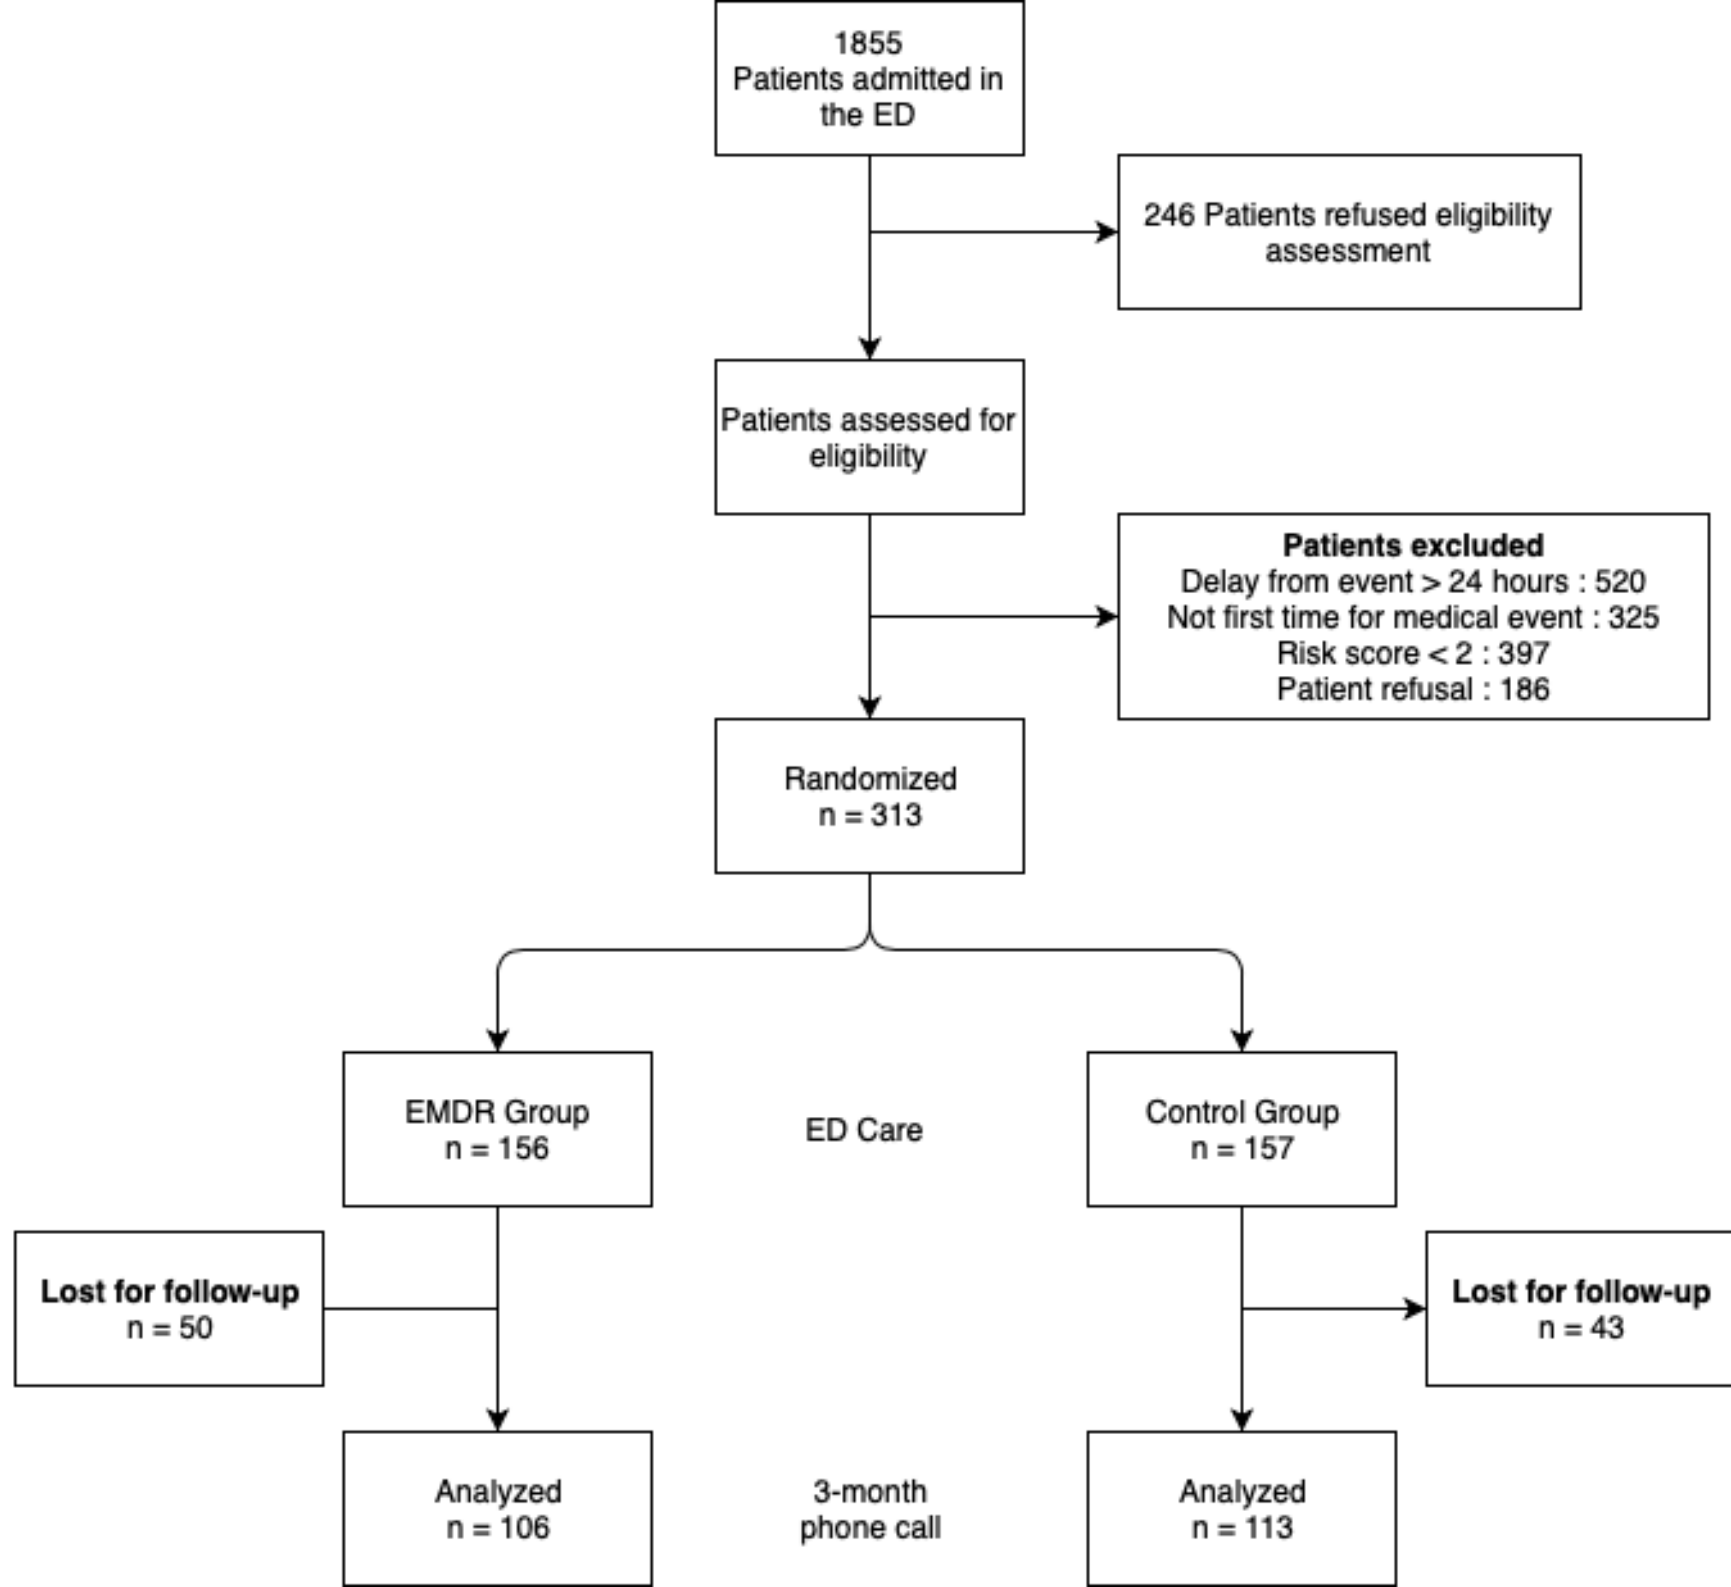 1855
Patients admitted in
the ED
246 Patients refused eligibility
assessment
Patients assessed for
eligibility
Patients excluded
Delay from event > 24 hours : 520
Not first time for medical event : 325
Risk score < 2 : 397
Patient refusal : 186
Randomized
n = 313
EMDR Group
n = 156
ED Care
Control Group
n = 157
Lost for follow-up
n = 50
Lost for follow-up
n = 43
Analyzed
n = 106
3-month
phone call
Analyzed
n = 113